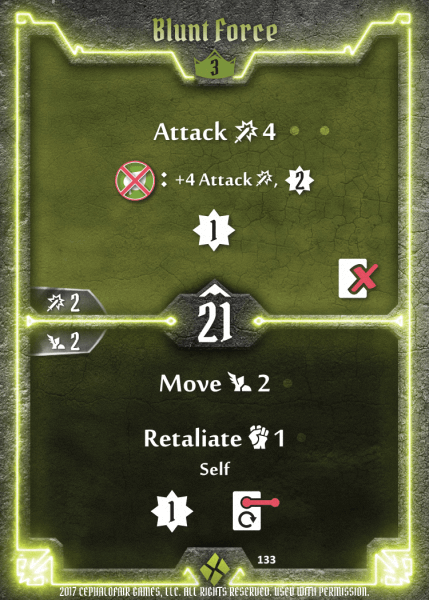 Blunt Force
3
Attack 4
: +4 Attack , 2
1
2
21
2
Move 2
Retaliate 1
Self
1
133
2017 CEPHALOFAIR GAMES, LLC. ALL RIGHTS RESERVED. USED WITH PERMISSION.